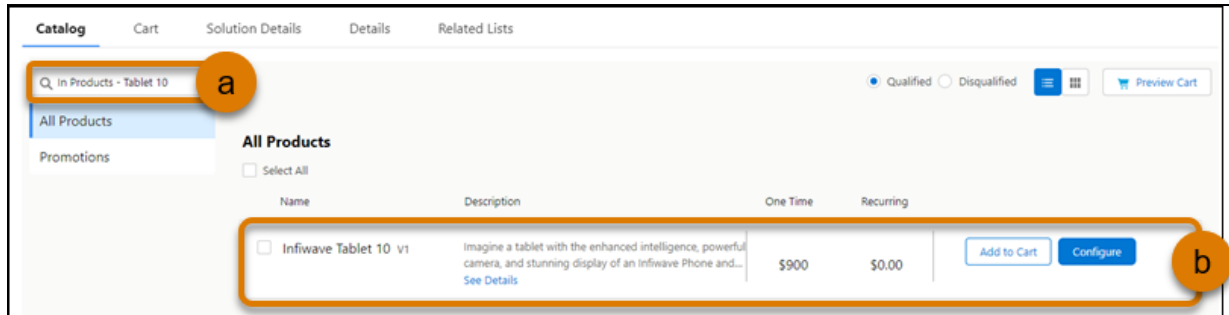 Catalog Cart Solution Details Details Related Lists
In Products - Tablet 10 a Qualified Disqualified Preview Cart
All Products
Promotions
All Products
Select All
Name Description One Time Recurring
Infiwave Tablet 10 V1 Imagine a tablet with the enhanced intelligence, powerful
camera, and stunning display of an Infiwave Phone and... $900 $0.00 Add to Cart Configure b
See Details